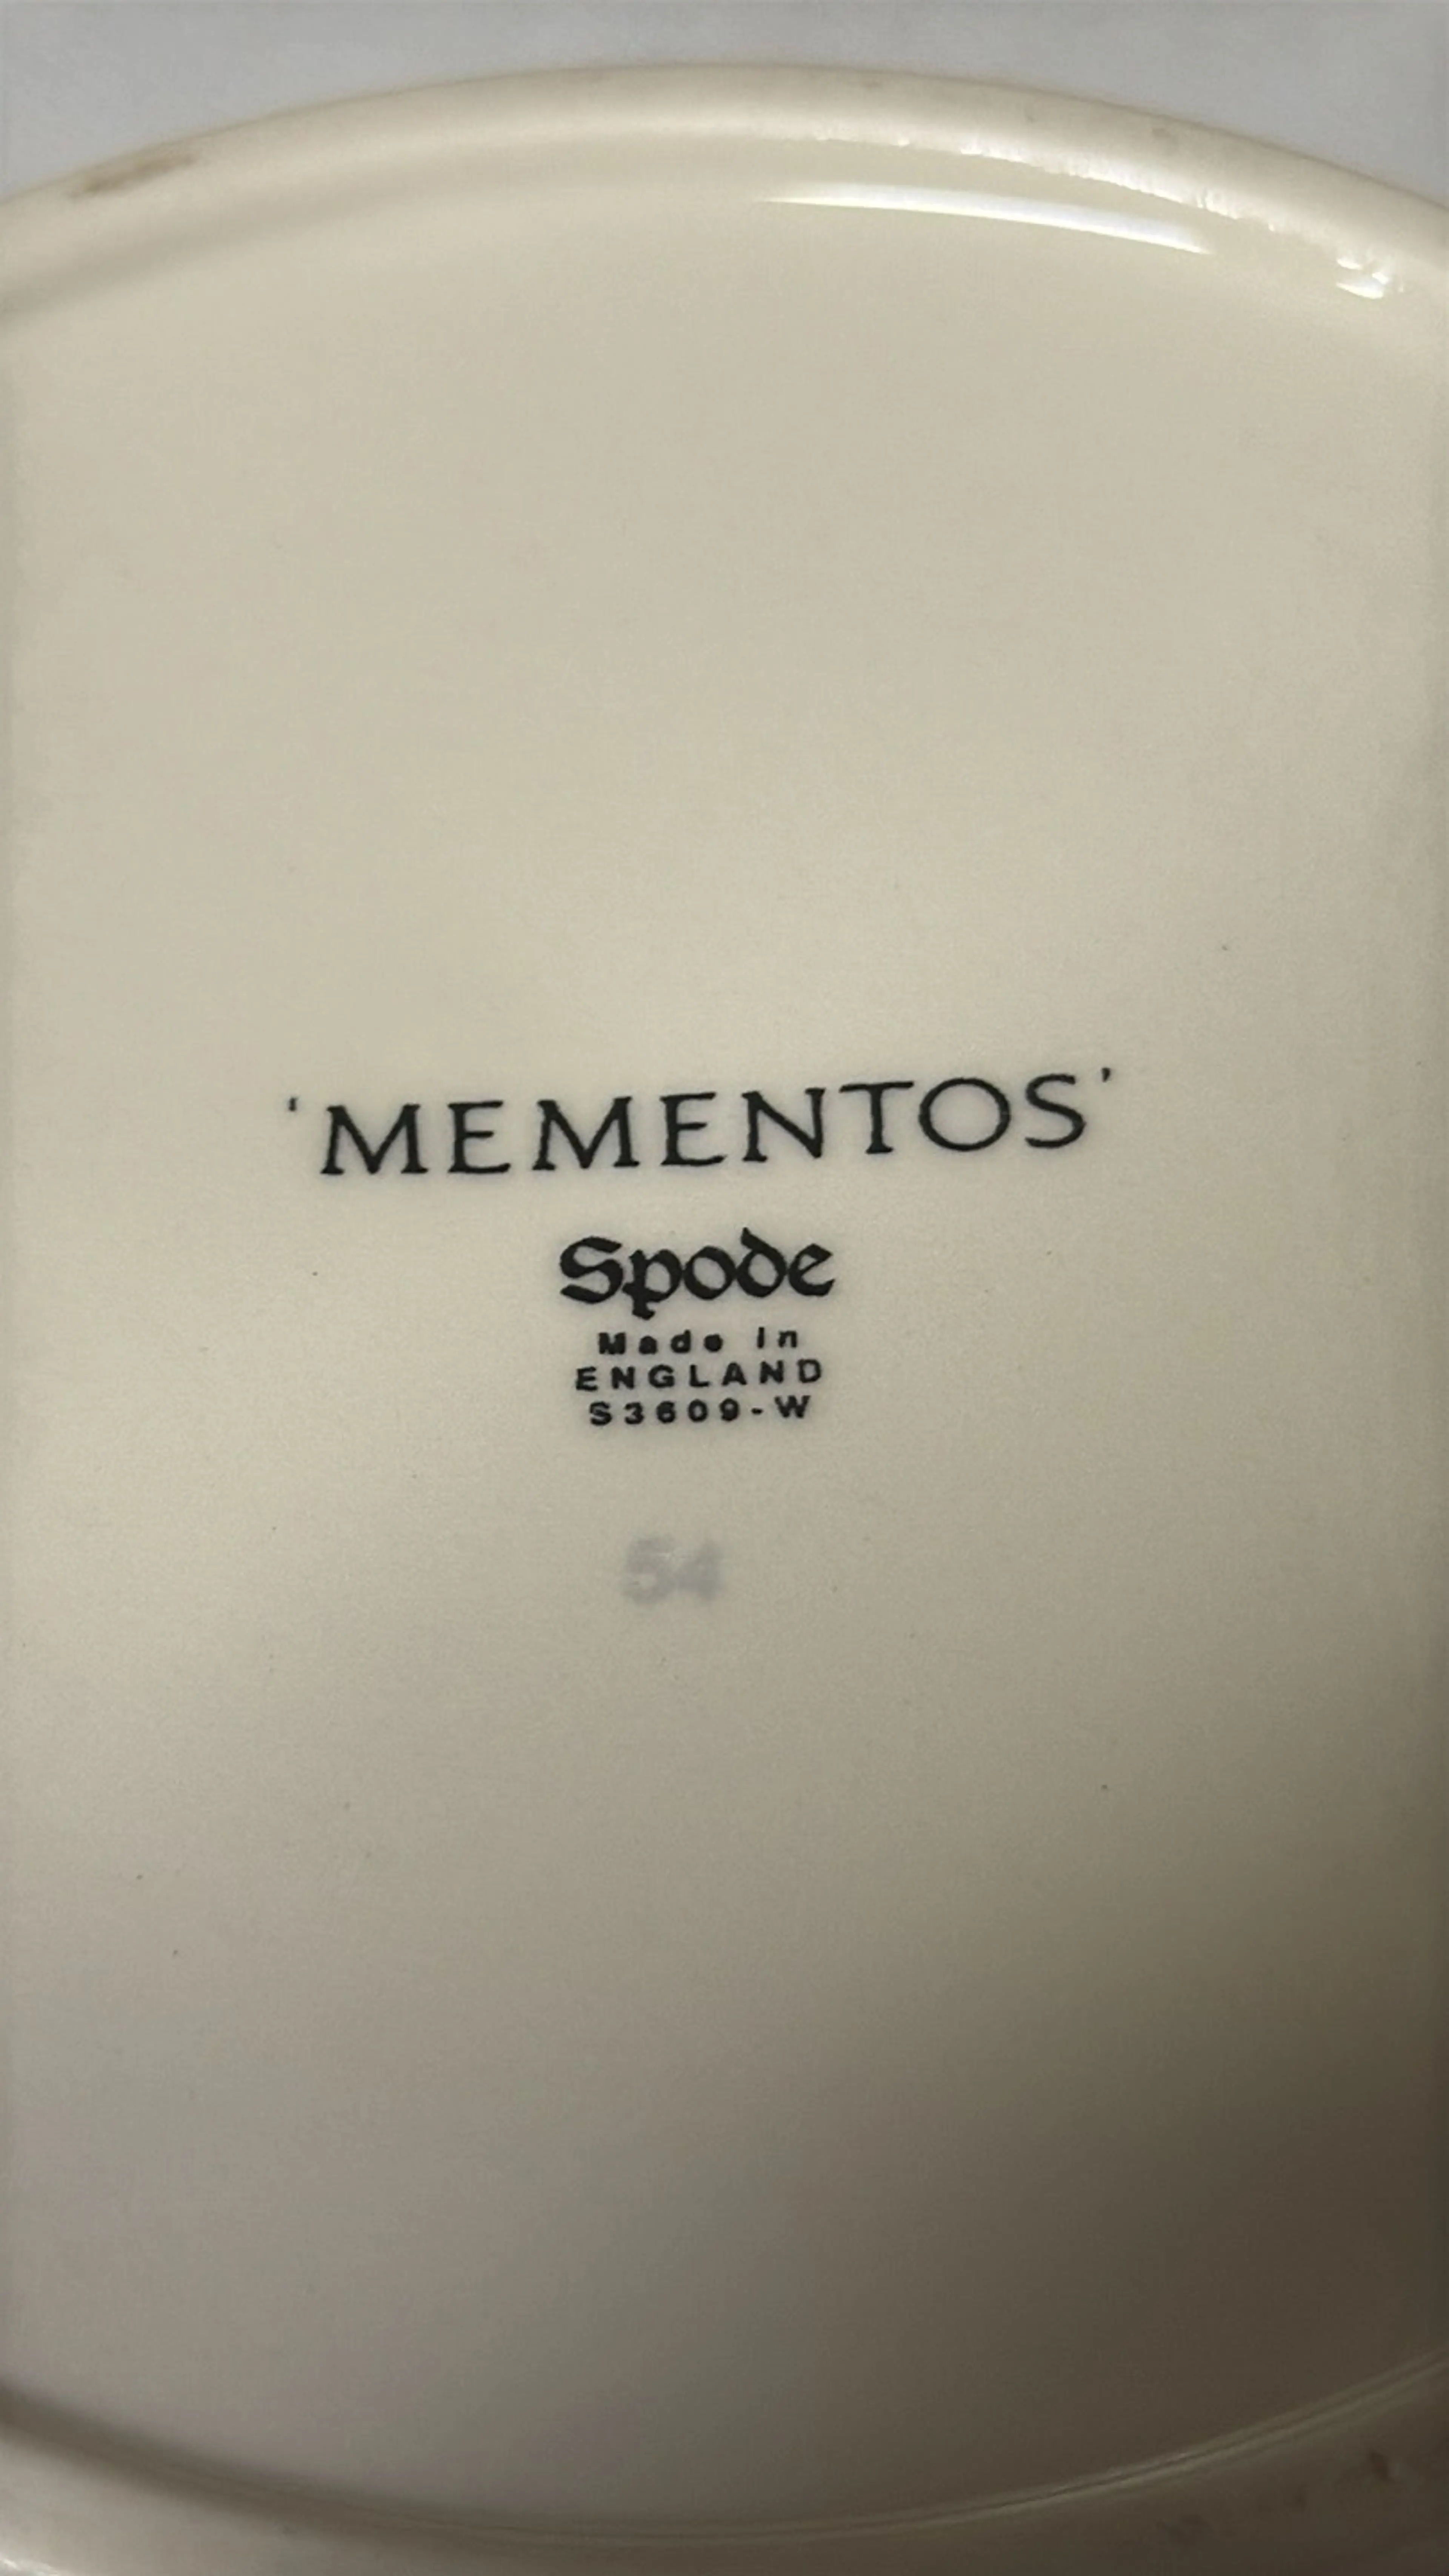 'MEMENTOS'
Spode
Made in
ENGLAND
S3609-W
54